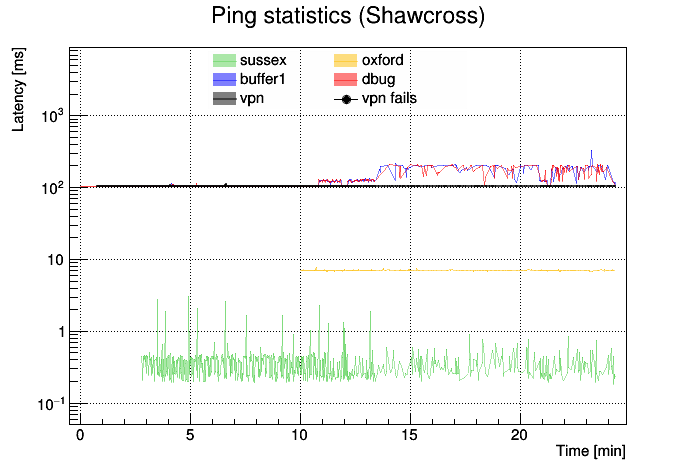 Ping statistics (Shawcross)
Latency [ms]
sussex oxford
buffer1 dbug
vpn vpn fails
10³
10²
10
1
10⁻¹
0 5 10 15 20
Time [min]